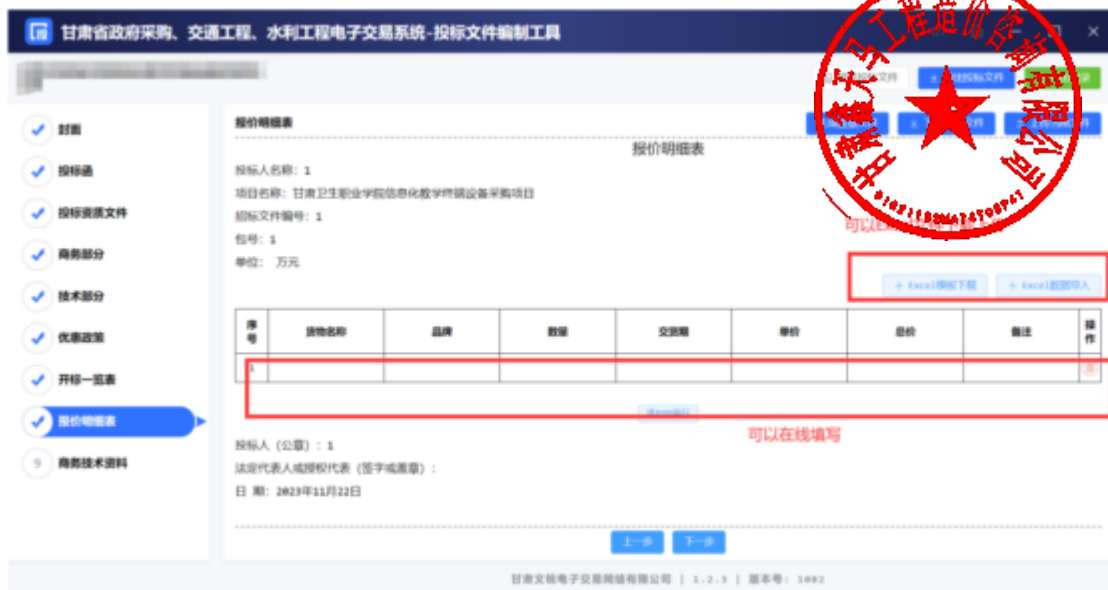 甘肃省政府采购、交通工程、水利工程电子交易系统-投标文件编制工具
报价明细表
报价明细表
投标人名称：1
项目名称：甘肃卫生职业学院信息化教学终端设备采购项目
招标文件编号：1
包号：1
单位： 万元
+ Excel模板下载
+ Excel数据导入
序号 货物名称 品牌 数量 交货期 单价 总价 备注 操作
1
可以在线填写
投标人（公章）：1
法定代表人或授权代表（签字或盖章）：
日 期：2023年11月22日
上一步 下一步
封面
投标函
投标资质文件
商务部分
技术部分
优惠政策
开标一览表
报价明细表
9 商务技术资料
甘肃文锐电子交易网络有限公司 | 1.2.3 | 版本号：1002